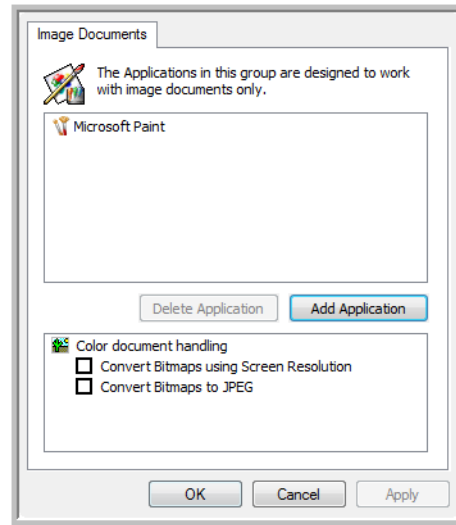 Image Documents
The Applications in this group are designed to work
with image documents only.
Microsoft Paint
Delete Application
Add Application
Color document handling
Convert Bitmaps using Screen Resolution
Convert Bitmaps to JPEG
OK
Cancel
Apply